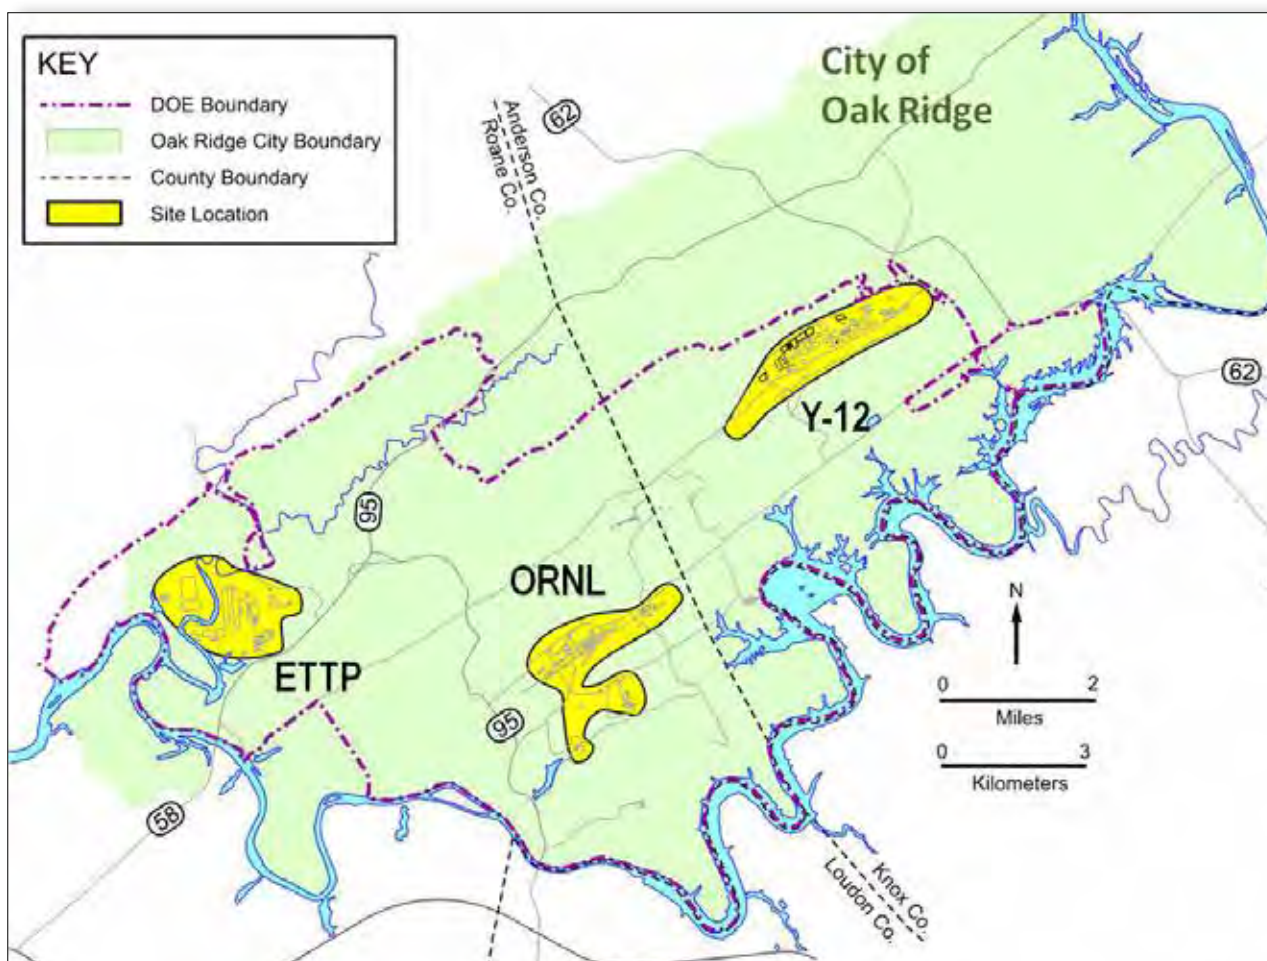 KEY
DOE Boundary
Oak Ridge City Boundary
County Boundary
Site Location
City of
Oak Ridge
Anderson Co.
Roane Co.
62
62
Y-12
95
ORNL
ETTP
95
58
N
0 2
Miles
0 3
Kilometers
Knox Co.
Loudon Co.